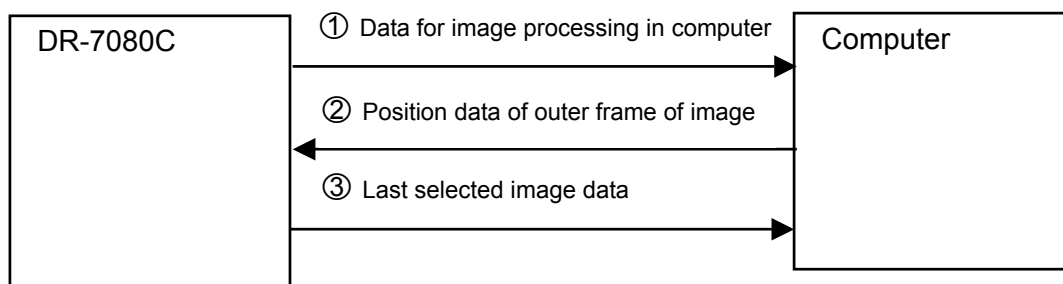 DR-7080C
① Data for image processing in computer
Computer
② Position data of outer frame of image
③ Last selected image data